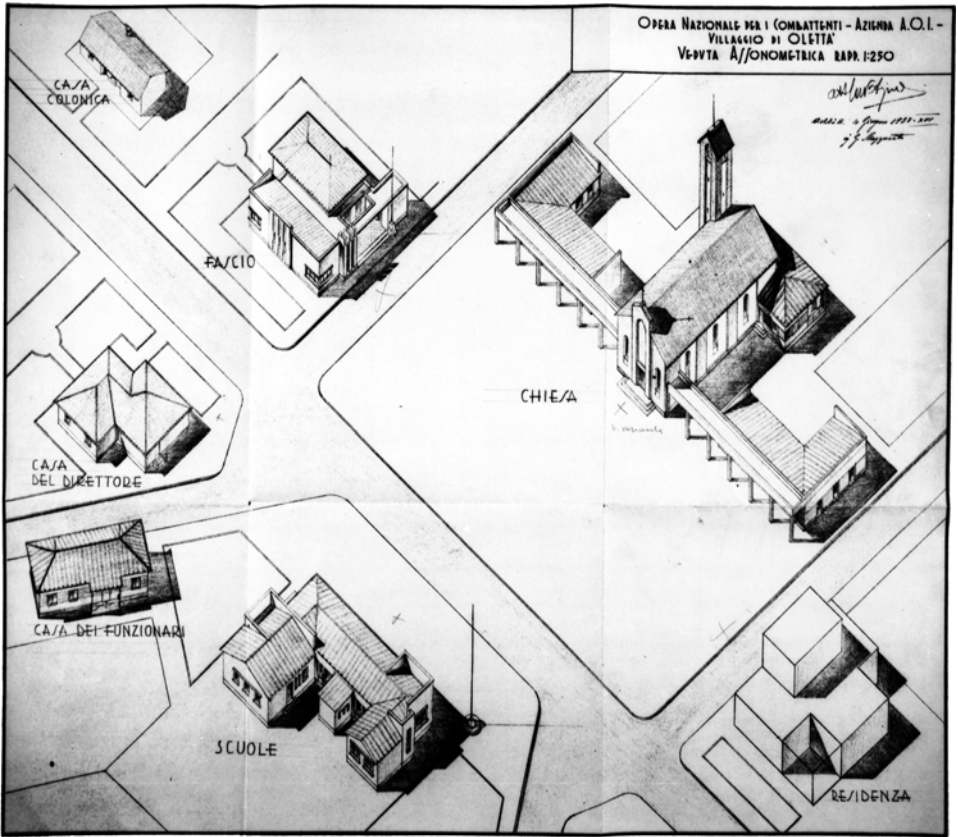 OPERA NAZIONALE PER I COMBATTENTI - AZIENDA A.O.I. -
VILLAGGIO DI OLETTA'
VEDUTA ASSONOMETRICA RAPP. 1:250
CASA
COLONICA
FASCIO
CHIESA
CASA
DEL DIRETTORE
CASA DEI FUNZIONARI
SCUOLE
RESIDENZA